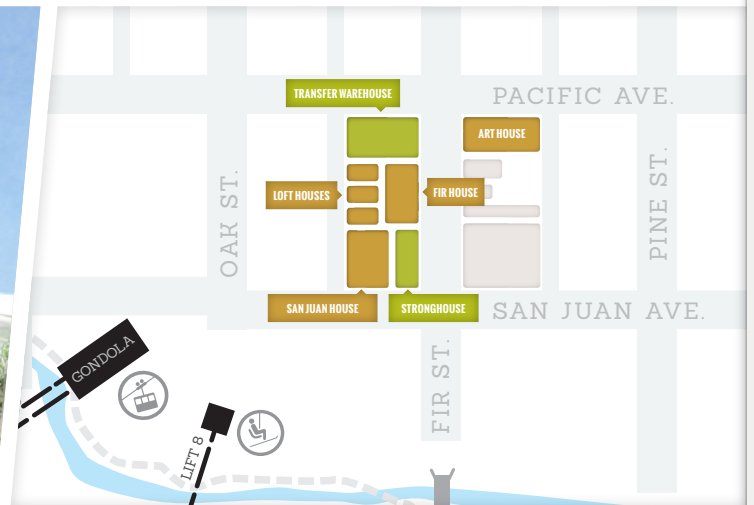 TRANSFER WAREHOUSE
PACIFIC AVE.
ART HOUSE
LOFT HOUSES
FIR HOUSE
OAK ST.
PINE ST.
SAN JUAN HOUSE
STRONGHOUSE
SAN JUAN AVE.
GONDOLA
FIR ST.
LIFT 8